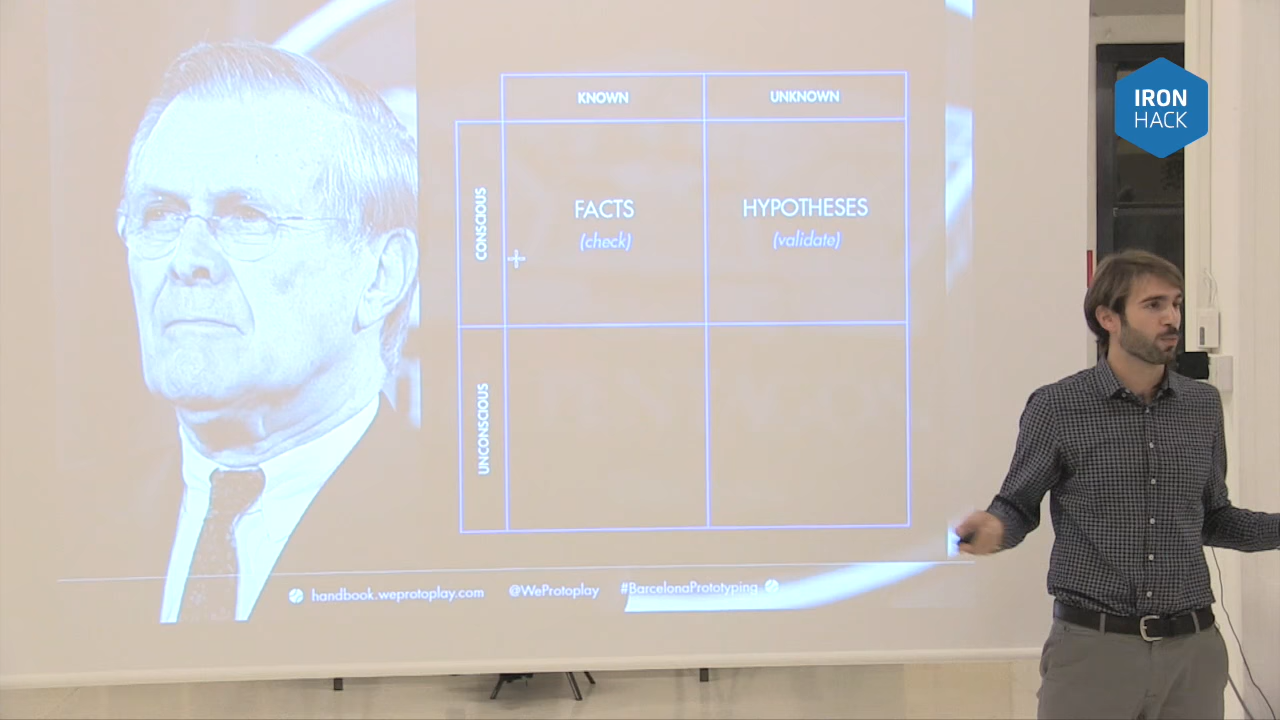 KNOWN
UNKNOWN
CONSCIOUS
FACTS
(check)
HYPOTHESES
(validate)
UNCONSCIOUS
handbook.weprotoplay.com
@WeProtoplay
#BarcelonaPrototyping
IRON
HACK